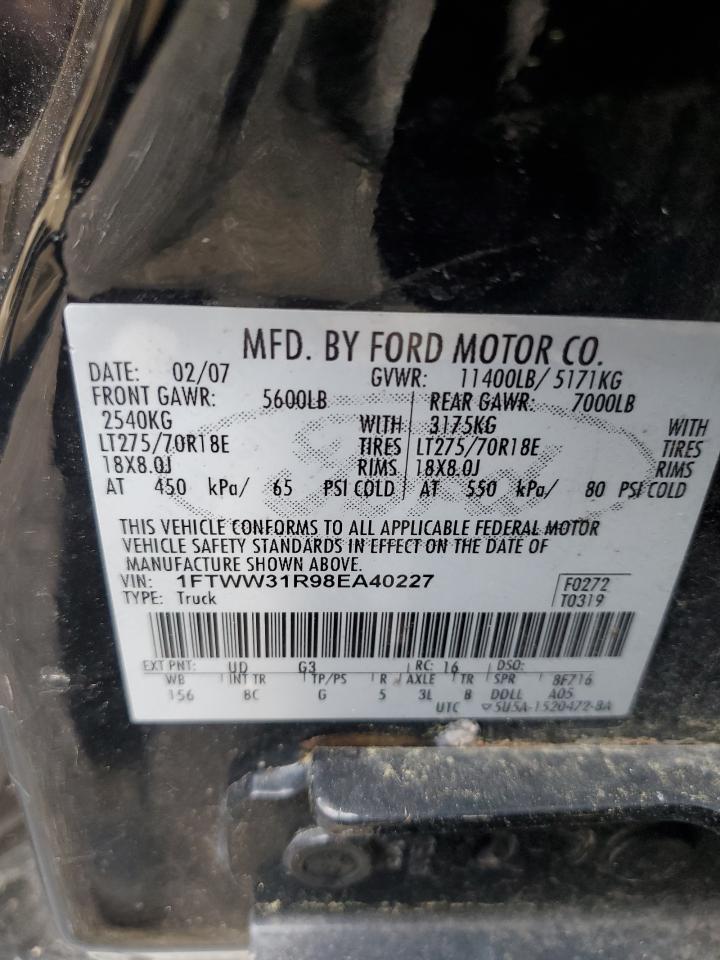 MFD. BY FORD MOTOR CO.
DATE: 02/07 GVWR: 11400LB/ 5171KG
FRONT GAWR: 5600LB REAR GAWR: 7000LB
2540KG WITH 3175KG WITH
LT275/70R18E TIRES LT275/70R18E TIRES
18X8.0J RIMS 18X8.0J RIMS
AT 450 kPa/ 65 PSI COLD AT 550 kPa/ 80 PSI COLD
THIS VEHICLE CONFORMS TO ALL APPLICABLE FEDERAL MOTOR
VEHICLE SAFETY STANDARDS IN EFFECT ON THE DATE OF
MANUFACTURE SHOWN ABOVE.
VIN: 1FTWW31R98EA40227 F0272
TYPE: Truck T0319
EXT PNT: UD G3 RC: 16 DSO:
WB INT TR TP/PS R AXLE TR SPR 8F716
156 BC G 5 3L B DDLL A05
UTC ▽5U5A-1520472-BA